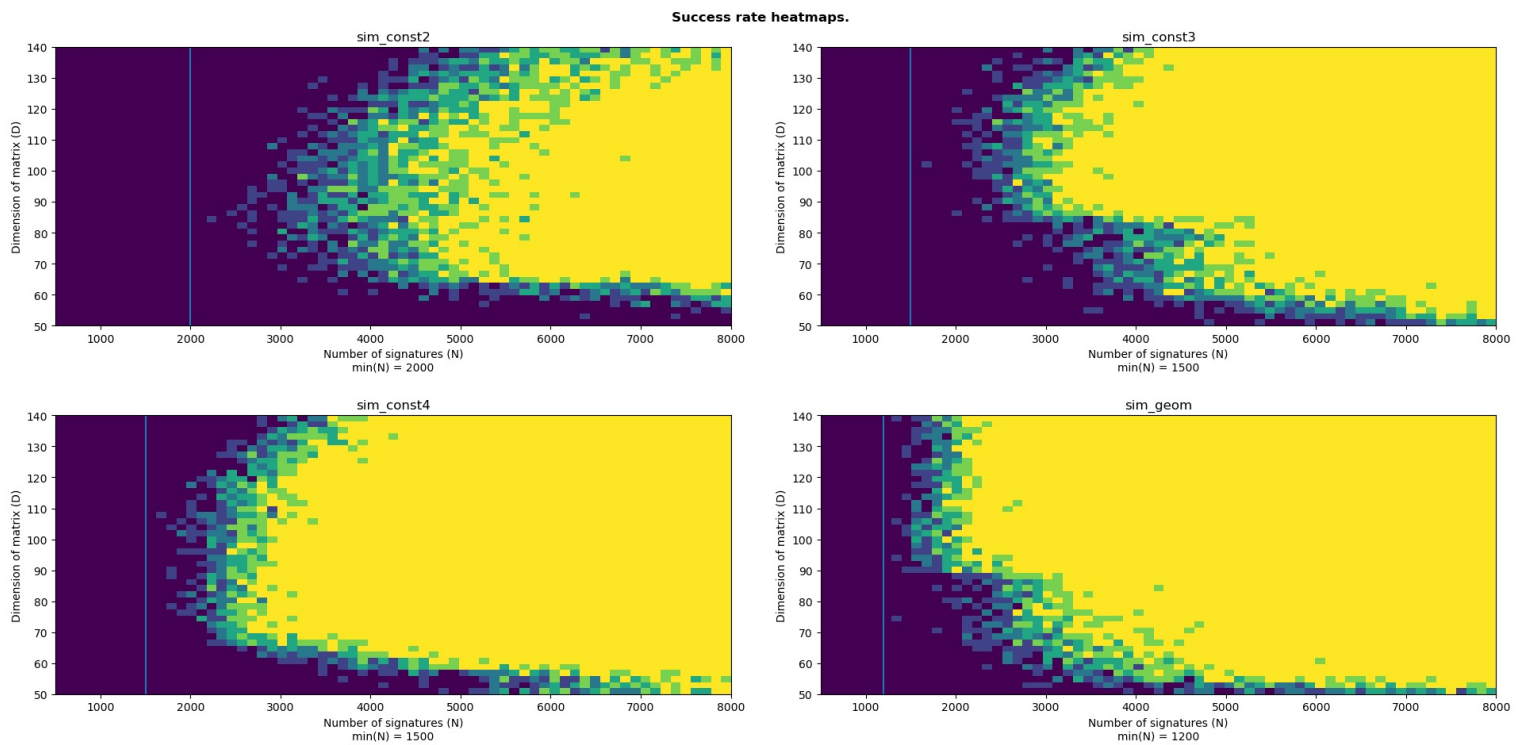 Success rate heatmaps.
sim_const2
140
130
120
110
100
90
80
70
60
50
Dimension of matrix (D)
1000 2000 3000 4000 5000 6000 7000 8000
Number of signatures (N)
min(N) = 2000
sim_const3
140
130
120
110
100
90
80
70
60
50
Dimension of matrix (D)
1000 2000 3000 4000 5000 6000 7000 8000
Number of signatures (N)
min(N) = 1500
sim_const4
140
130
120
110
100
90
80
70
60
50
Dimension of matrix (D)
1000 2000 3000 4000 5000 6000 7000 8000
Number of signatures (N)
min(N) = 1500
sim_geom
140
130
120
110
100
90
80
70
60
50
Dimension of matrix (D)
1000 2000 3000 4000 5000 6000 7000 8000
Number of signatures (N)
min(N) = 1200